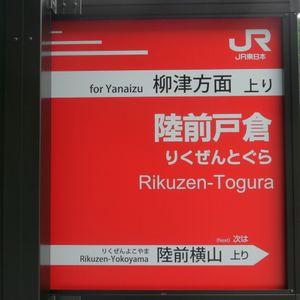 JR
JR東日本
for Yanaizu 柳津方面 上り
陸前戸倉
りくぜんとぐら
Rikuzen-Togura
(Next) 次は
りくぜんよこやま
Rikuzen-Yokoyama 陸前横山 上り